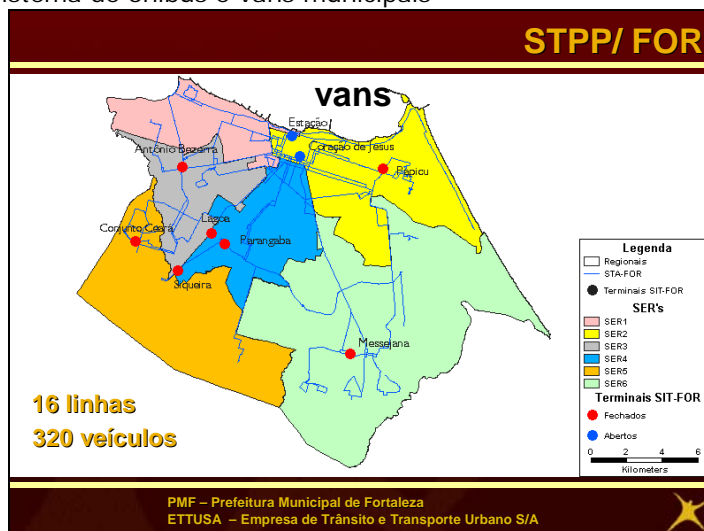 istema de ônibus e vans municipais
STPP/ FOR
vans
Estação
Coração de Jesus
Antônio Bezerra
Papicu
Lagoa
Conjunto Ceará
Parangaba
Siqueira
Messejana
16 linhas
320 veículos
Legenda
Regionais
STA-FOR
Terminais SIT-FOR
SER's
SER1
SER2
SER3
SER4
SER5
SER6
Terminais SIT-FOR
Fechados
Abertos
0 2 4 6
Kilometers
PMF – Prefeitura Municipal de Fortaleza
ETTUSA – Empresa de Trânsito e Transporte Urbano S/A